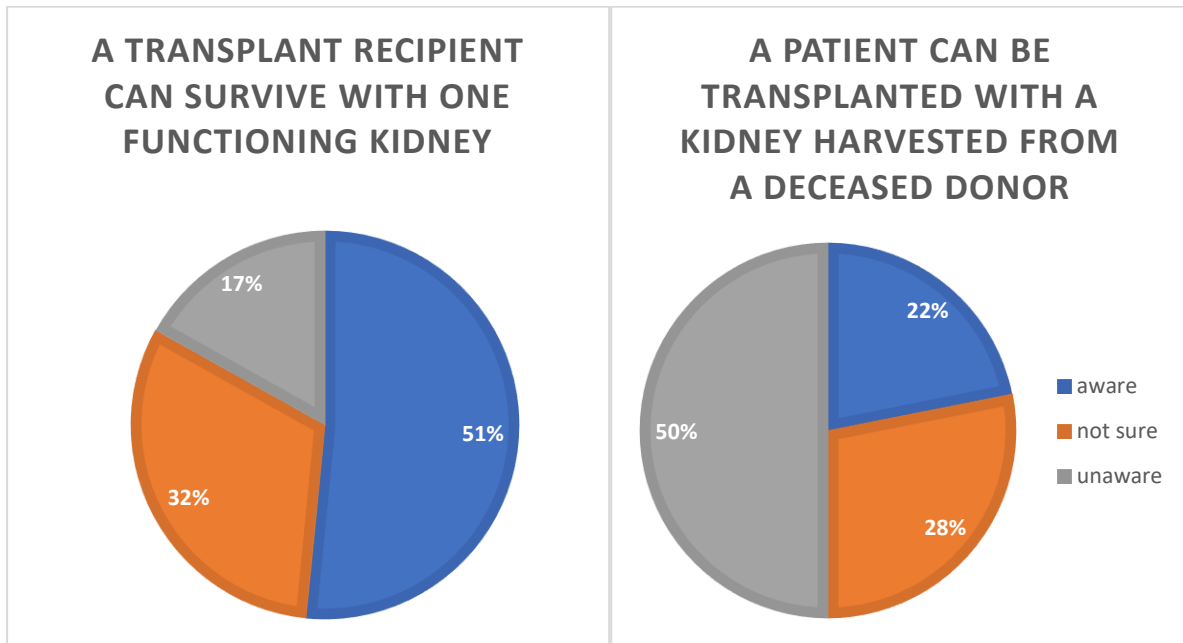 A TRANSPLANT RECIPIENT
CAN SURVIVE WITH ONE
FUNCTIONING KIDNEY
17%
51%
32%
A PATIENT CAN BE
TRANSPLANTED WITH A
KIDNEY HARVESTED FROM
A DECEASED DONOR
22%
50%
28%
aware
not sure
unaware